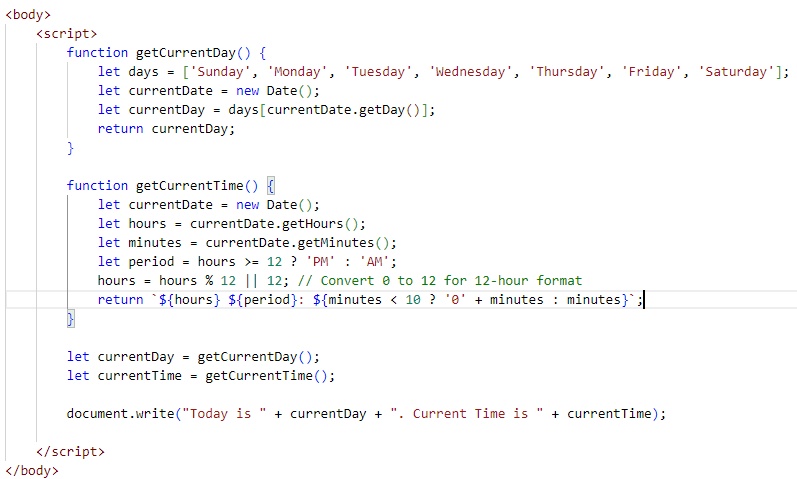 <body>
<script>
function getCurrentDay() {
let days = ['Sunday', 'Monday', 'Tuesday', 'Wednesday', 'Thursday', 'Friday', 'Saturday'];
let currentDate = new Date();
let currentDay = days[currentDate.getDay()];
return currentDay;
}
function getCurrentTime() {
let currentDate = new Date();
let hours = currentDate.getHours();
let minutes = currentDate.getMinutes();
let period = hours >= 12 ? 'PM' : 'AM';
hours = hours % 12 || 12; // Convert 0 to 12 for 12-hour format
return `${hours} ${period}: ${minutes < 10 ? '0' + minutes : minutes}`;
}
let currentDay = getCurrentDay();
let currentTime = getCurrentTime();
document.write("Today is " + currentDay + ". Current Time is " + currentTime);
</script>
</body>